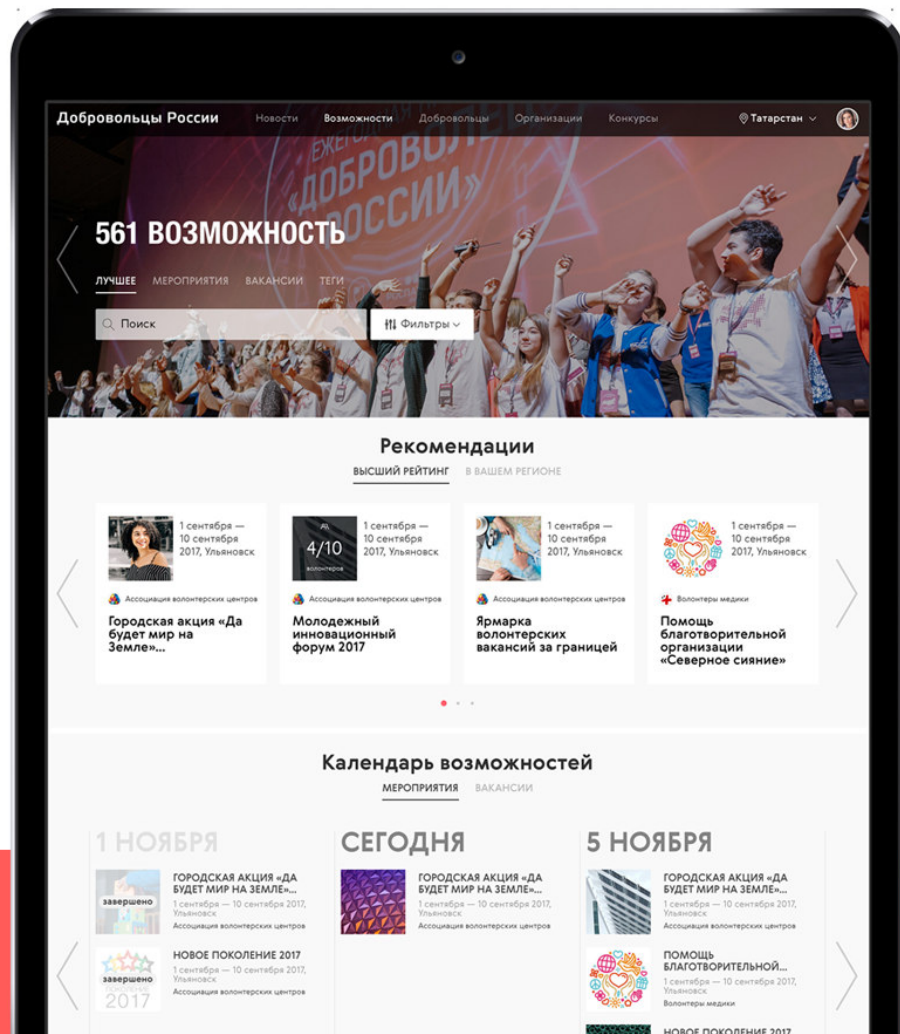 Добровольцы России
Новости
Возможности
Добровольцы
Организации
Конкурсы
Татарстан
ЕЖЕГОДНАЯ
«ДОБРОВОЛЕЦ
РОССИИ»
561 ВОЗМОЖНОСТЬ
ЛУЧШЕЕ
МЕРОПРИЯТИЯ
ВАКАНСИИ
ТЕГИ
Поиск
Фильтры
Рекомендации
ВЫСШИЙ РЕЙТИНГ
В ВАШЕМ РЕГИОНЕ
1 сентября —
10 сентября
2017, Ульяновск
Ассоциация волонтерских центров
Городская акция «Да
будет мир на
Земле»...
4/10
волонтеров
1 сентября —
10 сентября
2017, Ульяновск
Ассоциация волонтерских центров
Молодежный
инновационный
форум 2017
1 сентября —
10 сентября
2017, Ульяновск
Ассоциация волонтерских центров
Ярмарка
волонтерских
вакансий за границей
1 сентября —
10 сентября
2017, Ульяновск
Волонтеры медики
Помощь
благотворительной
организации
«Северное сияние»
Календарь возможностей
МЕРОПРИЯТИЯ
ВАКАНСИИ
1 НОЯБРЯ
завершено
ГОРОДСКАЯ АКЦИЯ «ДА
БУДЕТ МИР НА ЗЕМЛЕ»...
1 сентября — 10 сентября 2017,
Ульяновск
Ассоциация волонтерских центров
завершено
ПОКОЛЕНИЕ
2017
НОВОЕ ПОКОЛЕНИЕ 2017
1 сентября — 10 сентября 2017,
Ульяновск
Ассоциация волонтерских центров
СЕГОДНЯ
ГОРОДСКАЯ АКЦИЯ «ДА
БУДЕТ МИР НА ЗЕМЛЕ»...
1 сентября — 10 сентября 2017,
Ульяновск
Ассоциация волонтерских центров
5 НОЯБРЯ
ГОРОДСКАЯ АКЦИЯ «ДА
БУДЕТ МИР НА ЗЕМЛЕ»...
1 сентября — 10 сентября 2017,
Ульяновск
Ассоциация волонтерских центров
ПОМОЩЬ
БЛАГОТВОРИТЕЛЬНОЙ...
1 сентября — 10 сентября 2017,
Ульяновск
Волонтеры медики
НОВОЕ ПОКОЛЕНИЕ 2017